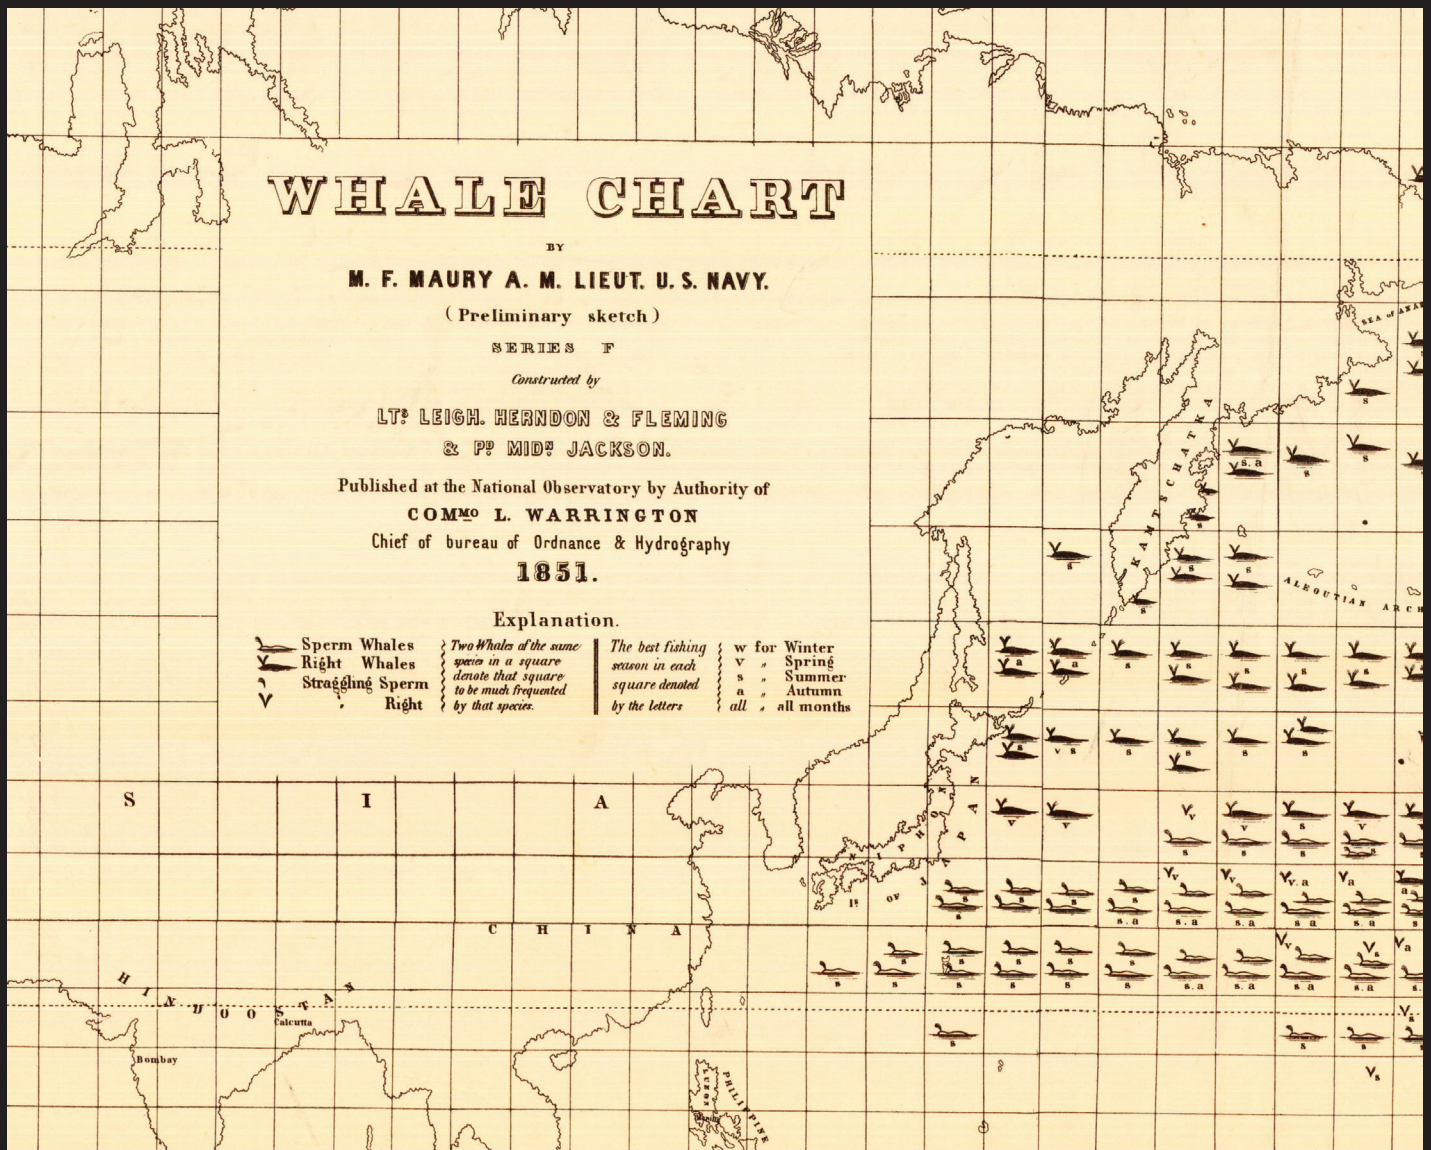 WHALE CHART
BY
M. F. MAURY A. M. LIEUT. U. S. NAVY.
(Preliminary sketch)
SERIES F
Constructed by
LTS LEIGH. HERNDON & FLEMING
& PD MIDN JACKSON.
Published at the National Observatory by Authority of
COMMO L. WARRINGTON
Chief of bureau of Ordnance & Hydrography
1851.
Explanation.
Sperm Whales
Right Whales
Straggling Sperm
" Right
Two Whales of the same
species in a square
denote that square
to be much frequented
by that species.
The best fishing
season in each
square denoted
by the letters
w for Winter
v " Spring
s " Summer
a " Autumn
all " all months
SEA of ANA
KAMTSCHATKA
ALEOUTIAN ARCH
S I A
NIPHON
Is. OF JAPAN
CHINA
HINDOOSTAN
Calcutta
Bombay
LUZON
PHILIPPINE